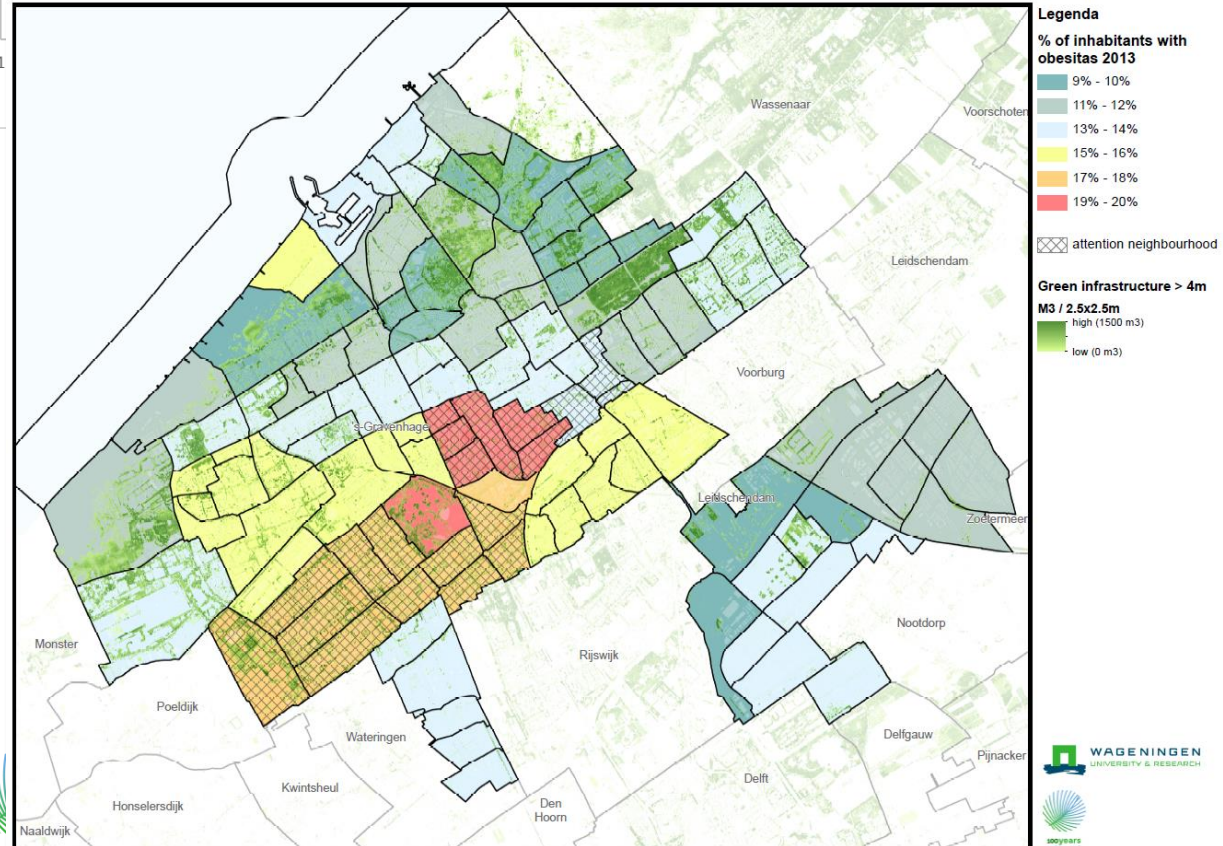 1
Wassenaar
Voorschoten
Leidschendam
Voorburg
's-Gravenhage
Leidschendam
Zoetermeer
Monster
Rijswijk
Nootdorp
Poeldijk
Wateringen
Delfgauw
Pijnacker
Kwintsheul
Delft
Honselersdijk
Den
Hoorn
Naaldwijk
Legenda
% of inhabitants with
obesitas 2013
9% - 10%
11% - 12%
13% - 14%
15% - 16%
17% - 18%
19% - 20%
attention neighbourhood
Green infrastructure > 4m
M3 / 2.5x2.5m
high (1500 m3)
low (0 m3)
WAGENINGEN
UNIVERSITY & RESEARCH
100years